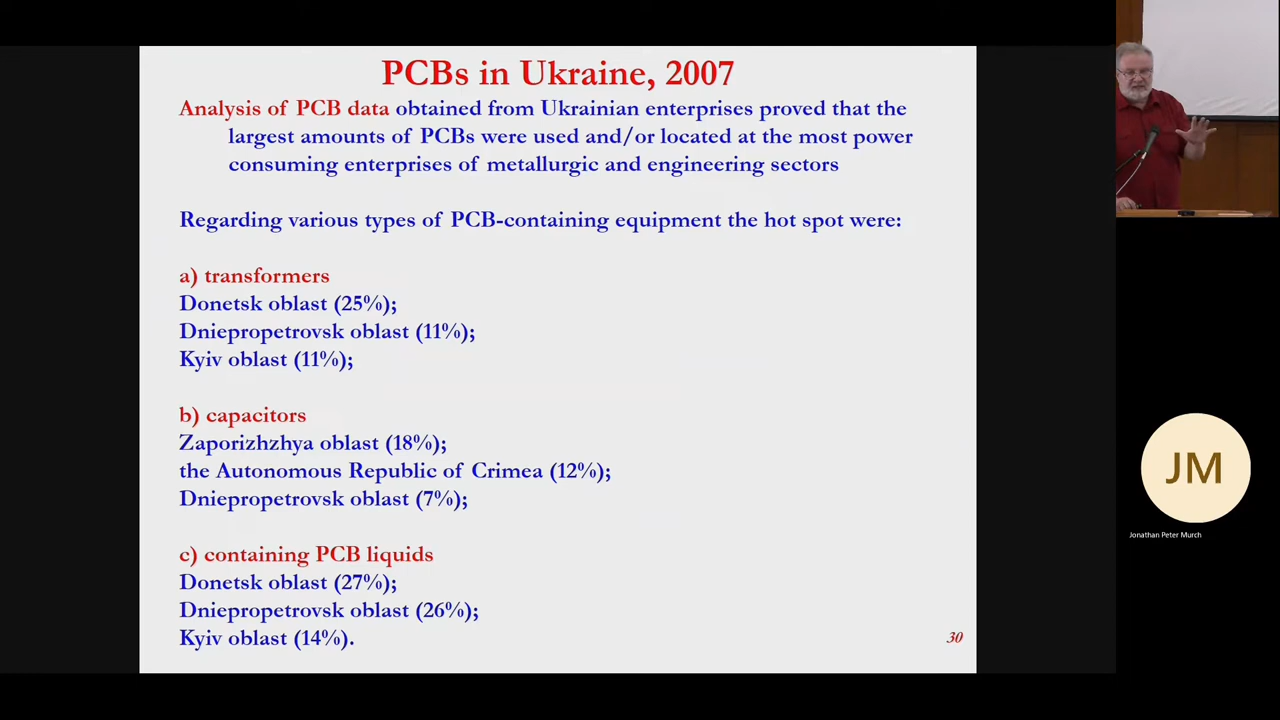 PCBs in Ukraine, 2007
Analysis of PCB data obtained from Ukrainian enterprises proved that the
largest amounts of PCBs were used and/or located at the most power
consuming enterprises of metallurgic and engineering sectors
Regarding various types of PCB-containing equipment the hot spot were:
a) transformers
Donetsk oblast (25%);
Dniepropetrovsk oblast (11%);
Kyiv oblast (11%);
b) capacitors
Zaporizhzhya oblast (18%);
the Autonomous Republic of Crimea (12%);
Dniepropetrovsk oblast (7%);
c) containing PCB liquids
Donetsk oblast (27%);
Dniepropetrovsk oblast (26%);
Kyiv oblast (14%).
30
JM
Jonathan Peter Murch